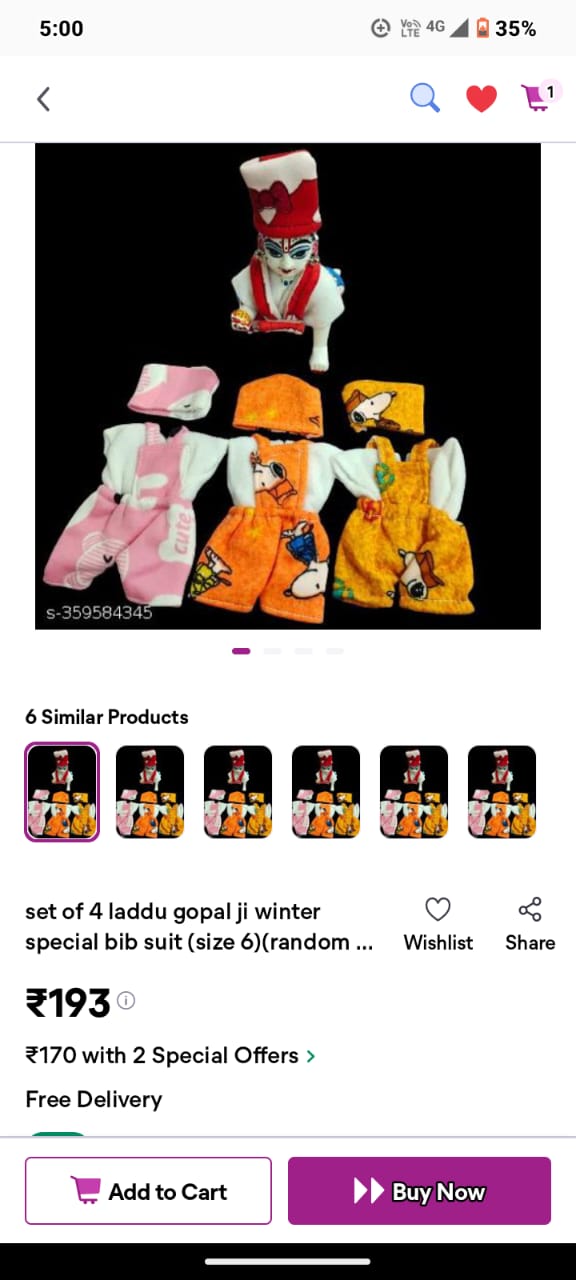 5:00
Vo))
LTE
4G
35%
1
cute
s-359584345
6 Similar Products
set of 4 laddu gopal ji winter
special bib suit (size 6)(random ...
Wishlist
Share
₹193
₹170 with 2 Special Offers >
Free Delivery
Add to Cart
Buy Now